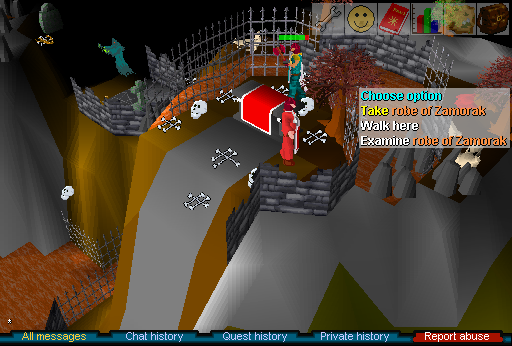 Choose option
Take robe of Zamorak
Walk here
Examine robe of Zamorak
*
All messages
Chat history
Quest history
Private history
Report abuse